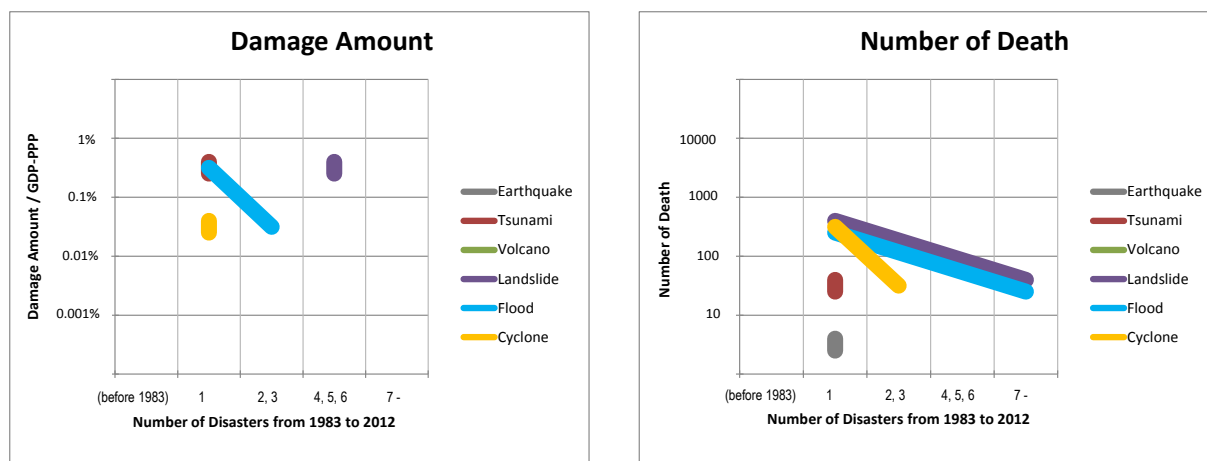 Damage Amount
Damage Amount / GDP-PPP
1%
0.1%
0.01%
0.001%
(before 1983) 1 2, 3 4, 5, 6 7 -
Number of Disasters from 1983 to 2012
Earthquake
Tsunami
Volcano
Landslide
Flood
Cyclone
Number of Death
Number of Death
10000
1000
100
10
(before 1983) 1 2, 3 4, 5, 6 7 -
Number of Disasters from 1983 to 2012
Earthquake
Tsunami
Volcano
Landslide
Flood
Cyclone